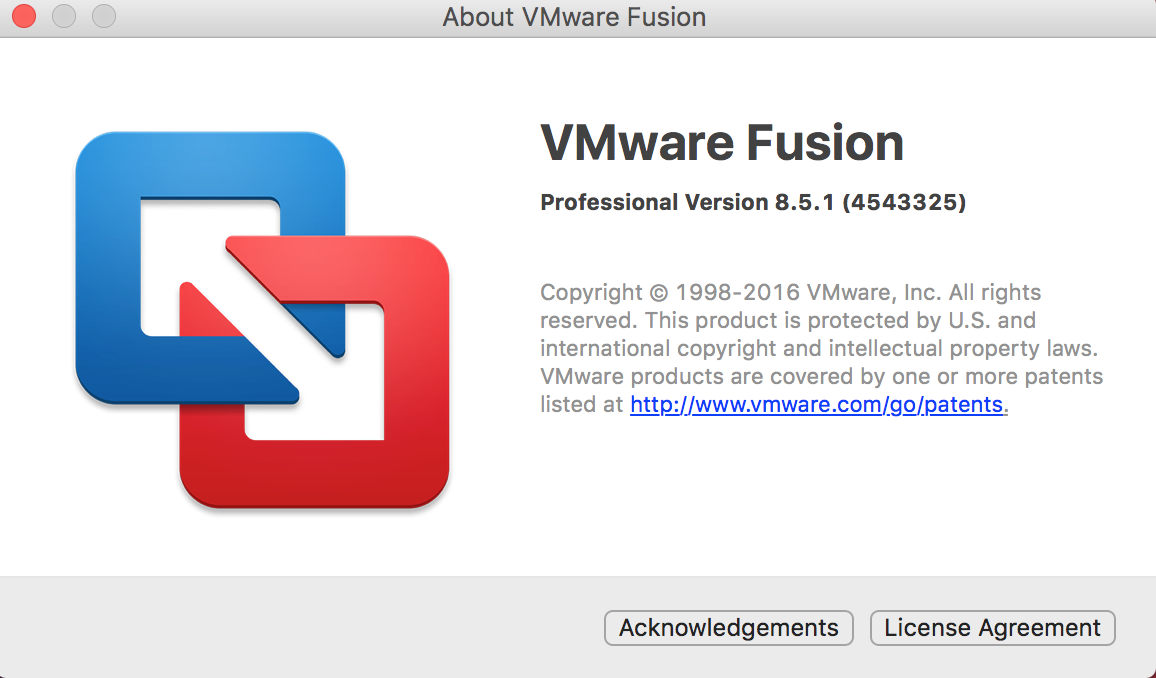 About VMware Fusion
VMware Fusion
Professional Version 8.5.1 (4543325)
Copyright © 1998-2016 VMware, Inc. All rights
reserved. This product is protected by U.S. and
international copyright and intellectual property laws.
VMware products are covered by one or more patents
listed at http://www.vmware.com/go/patents.
Acknowledgements
License Agreement